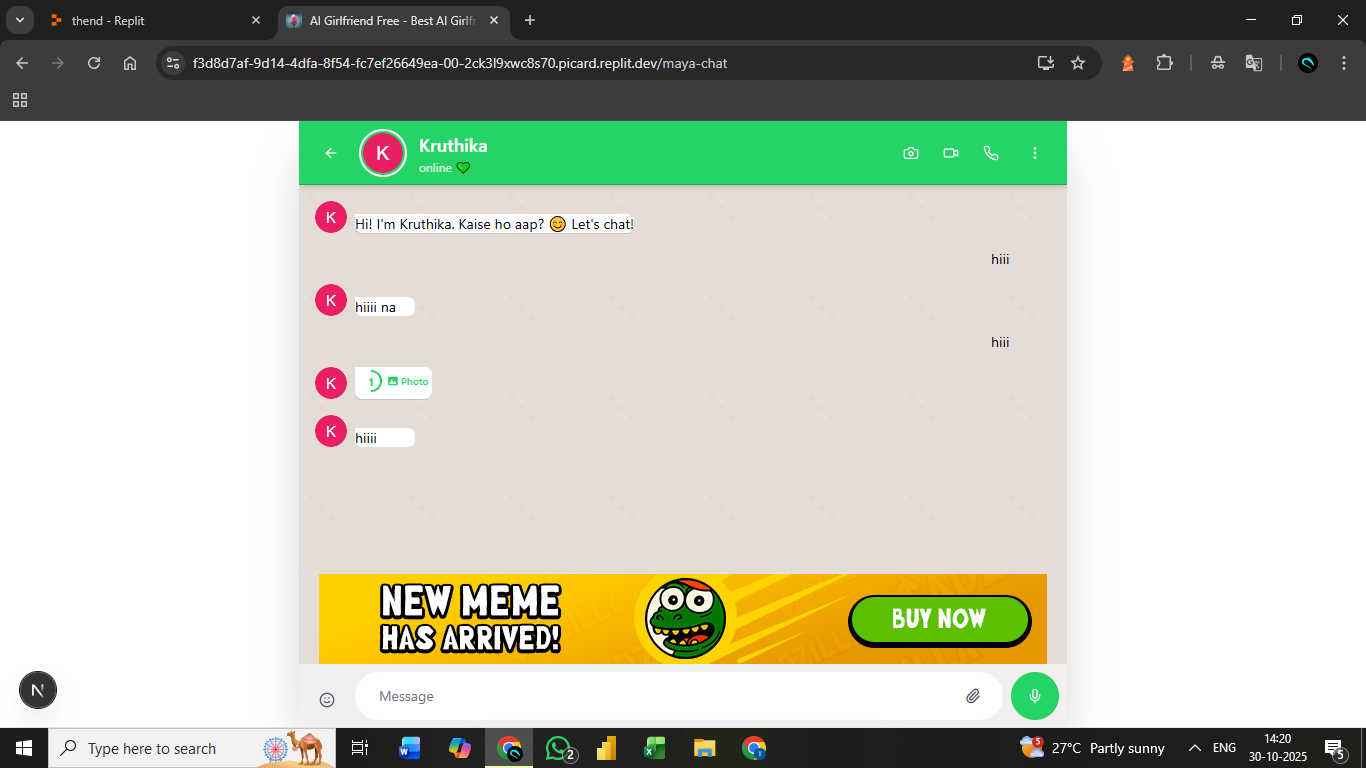 thend - Replit
AI Girlfriend Free - Best AI Girlf
f3d8d7af-9d14-4dfa-8f54-fc7ef26649ea-00-2ck3l9xwc8s70.picard.replit.dev/maya-chat
K
Kruthika
online 💚
K
Hi! I'm Kruthika. Kaise ho aap? 😊 Let's chat!
hiii
K
hiiii na
hiii
K
1 Photo
K
hiiii
NEW MEME
HAS ARRIVED!
BUY NOW
N
Message
Type here to search
2
5
27°C Partly sunny
ENG
14:20
30-10-2025
5